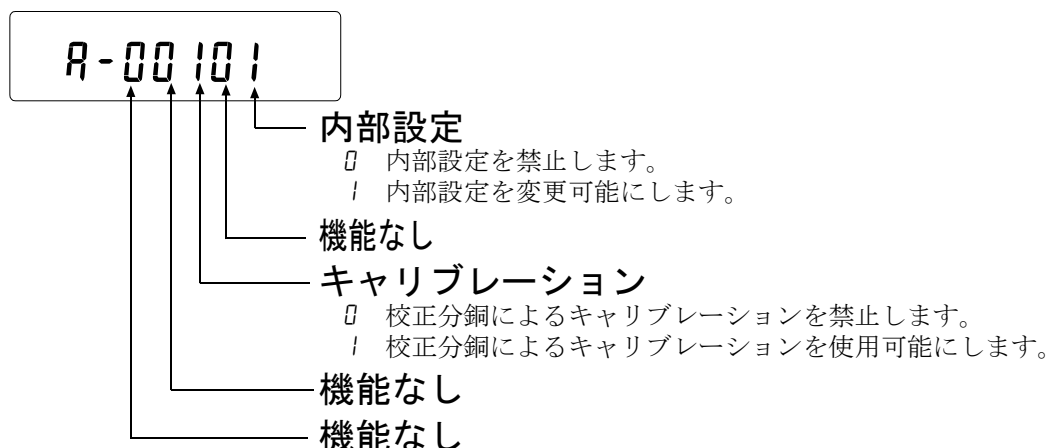 A-00101
内部設定
0 内部設定を禁止します。
1 内部設定を変更可能にします。
機能なし
キャリブレーション
0 校正分銅によるキャリブレーションを禁止します。
1 校正分銅によるキャリブレーションを使用可能にします。
機能なし
機能なし